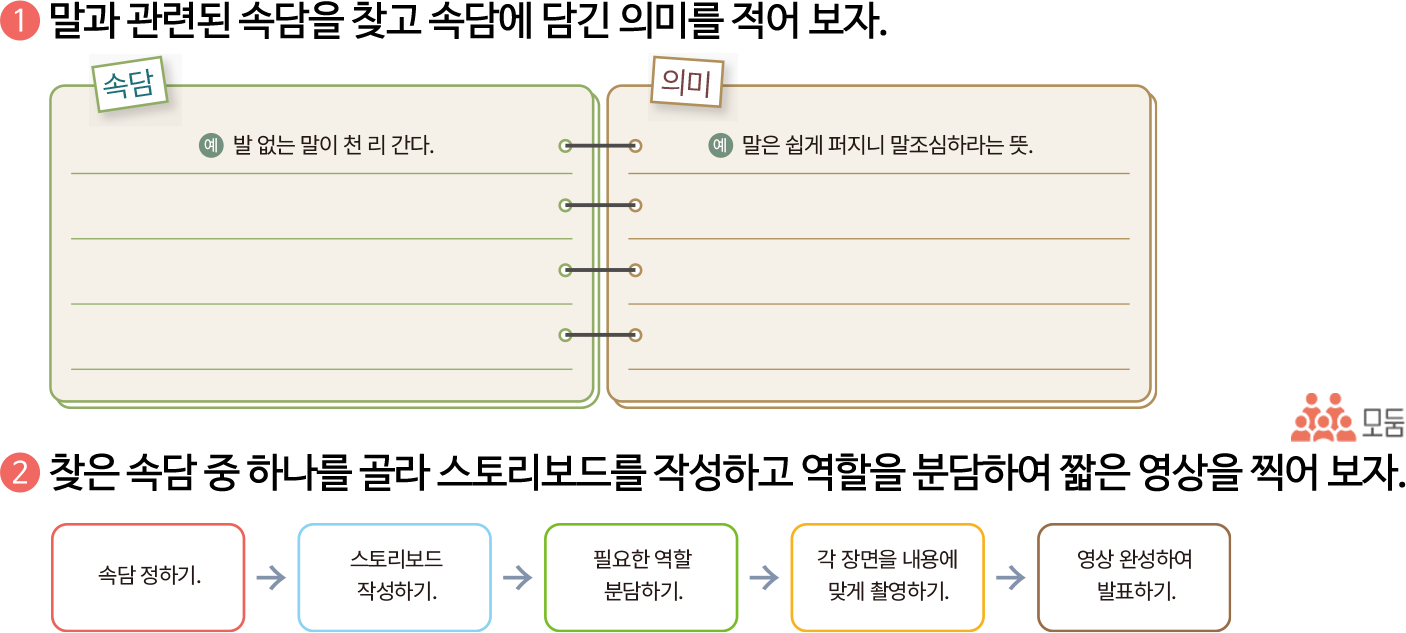 1 말과 관련된 속담을 찾고 속담에 담긴 의미를 적어 보자.
속담
의미
예 발 없는 말이 천 리 간다.
예 말은 쉽게 퍼지니 말조심하라는 뜻.
모둠
2 찾은 속담 중 하나를 골라 스토리보드를 작성하고 역할을 분담하여 짧은 영상을 찍어 보자.
속담 정하기.
스토리보드
작성하기.
필요한 역할
분담하기.
각 장면을 내용에
맞게 촬영하기.
영상 완성하여
발표하기.